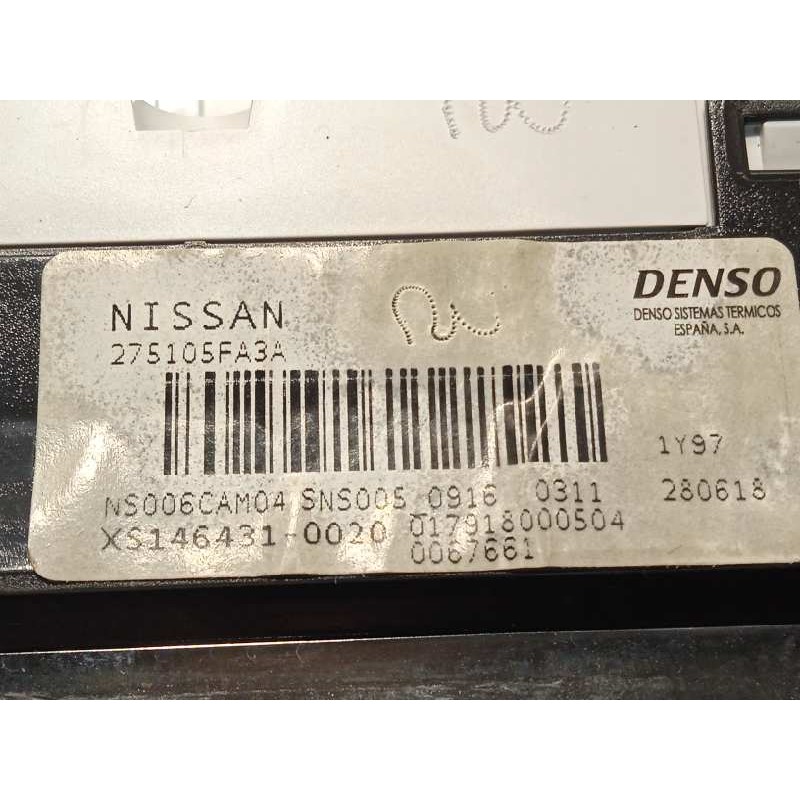 NISSAN
275105FA3A
DENSO
DENSO SISTEMAS TERMICOS
ESPAÑA, S.A.
1Y97
NS006CAM04 SNS005 0916 0311 280618
XS146431-0020 017918000504
0067661